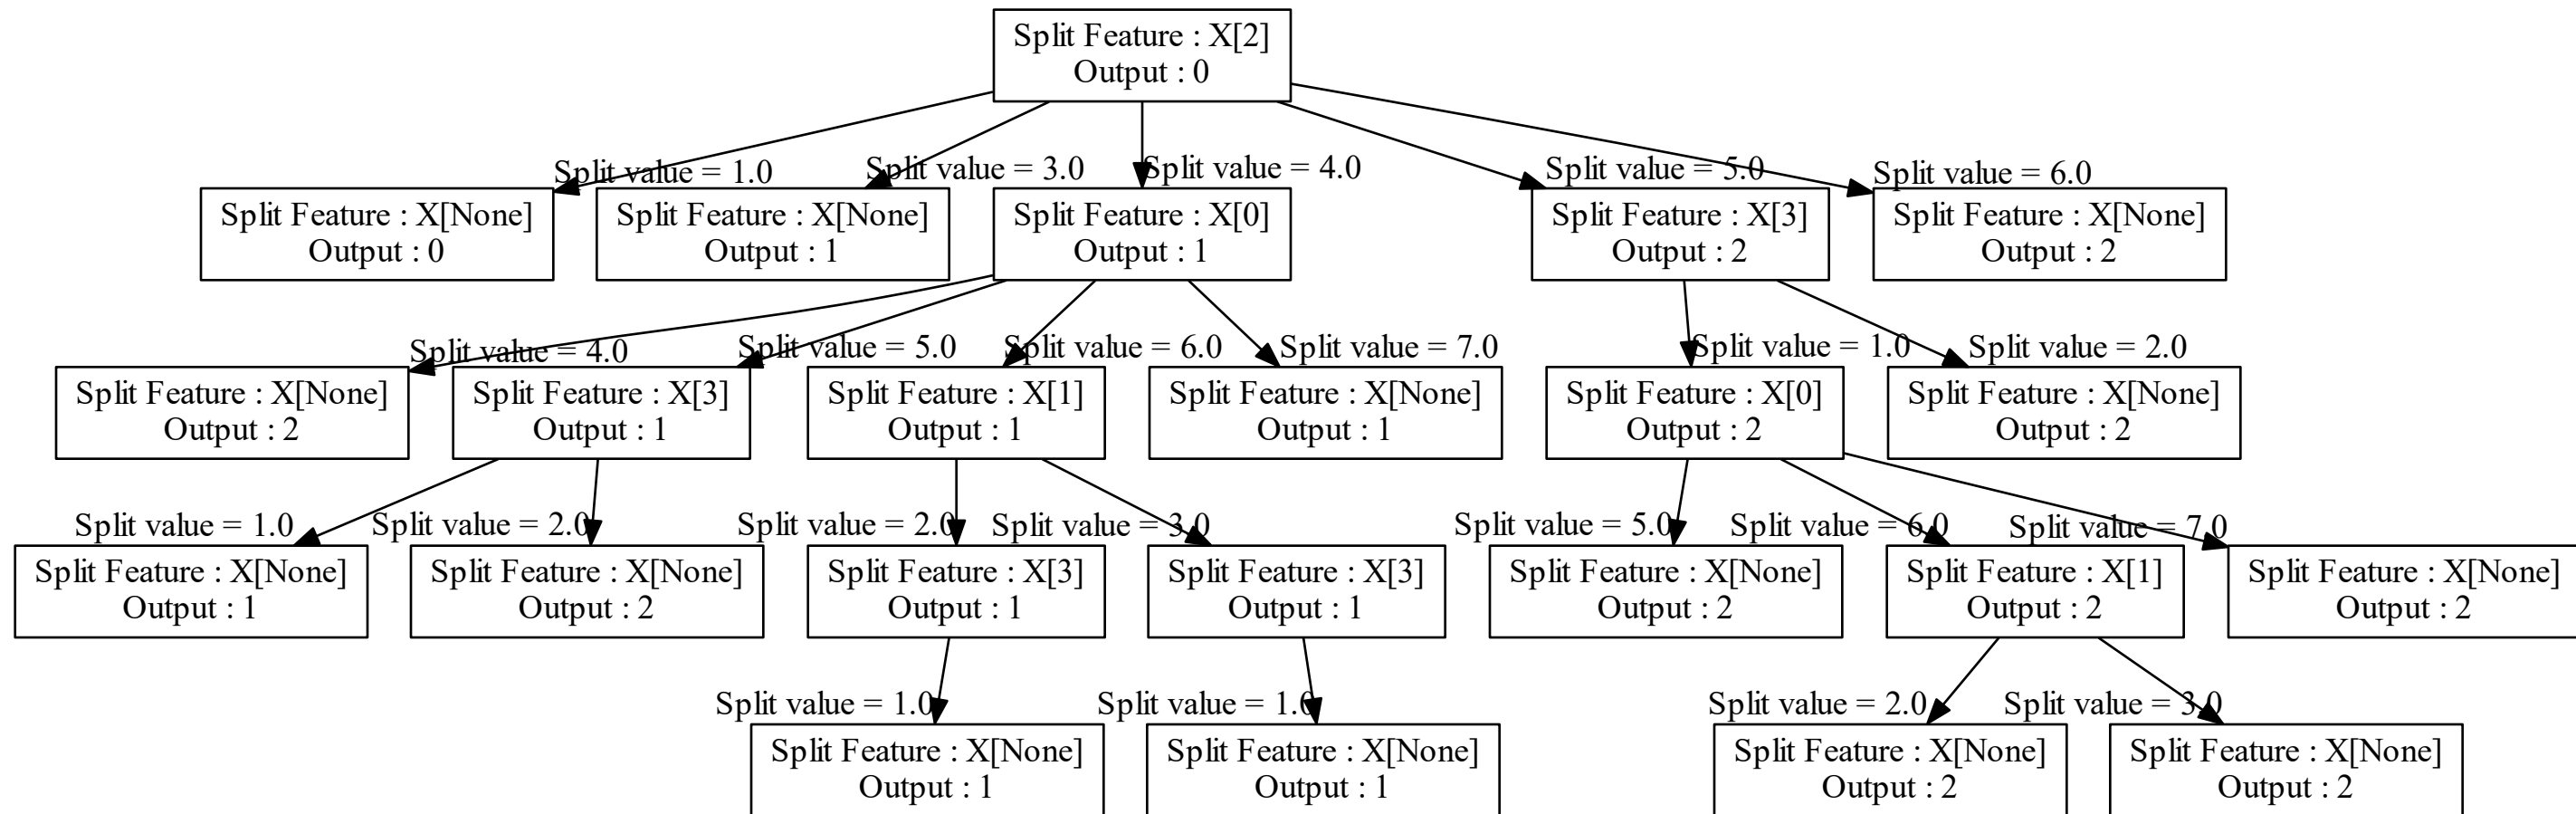 Split Feature : X[2]
Output : 0
Split value = 1.0
Split value = 3.0
Split value = 4.0
Split value = 5.0
Split value = 6.0
Split Feature : X[None]
Output : 0
Split Feature : X[None]
Output : 1
Split Feature : X[0]
Output : 1
Split Feature : X[3]
Output : 2
Split Feature : X[None]
Output : 2
Split value = 4.0
Split value = 5.0
Split value = 6.0
Split value = 7.0
Split value = 1.0
Split value = 2.0
Split Feature : X[None]
Output : 2
Split Feature : X[3]
Output : 1
Split Feature : X[1]
Output : 1
Split Feature : X[None]
Output : 1
Split Feature : X[0]
Output : 2
Split Feature : X[None]
Output : 2
Split value = 1.0
Split value = 2.0
Split value = 2.0
Split value = 3.0
Split value = 5.0
Split value = 6.0
Split value = 7.0
Split Feature : X[None]
Output : 1
Split Feature : X[None]
Output : 2
Split Feature : X[3]
Output : 1
Split Feature : X[3]
Output : 1
Split Feature : X[None]
Output : 2
Split Feature : X[1]
Output : 2
Split Feature : X[None]
Output : 2
Split value = 1.0
Split value = 1.0
Split value = 2.0
Split value = 3.0
Split Feature : X[None]
Output : 1
Split Feature : X[None]
Output : 1
Split Feature : X[None]
Output : 2
Split Feature : X[None]
Output : 2